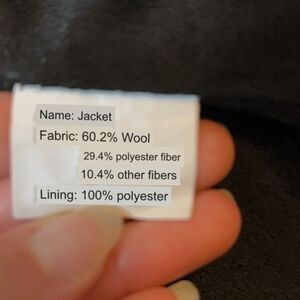 Name: Jacket
Fabric: 60.2% Wool
29.4% polyester fiber
10.4% other fibers
Lining: 100% polyester